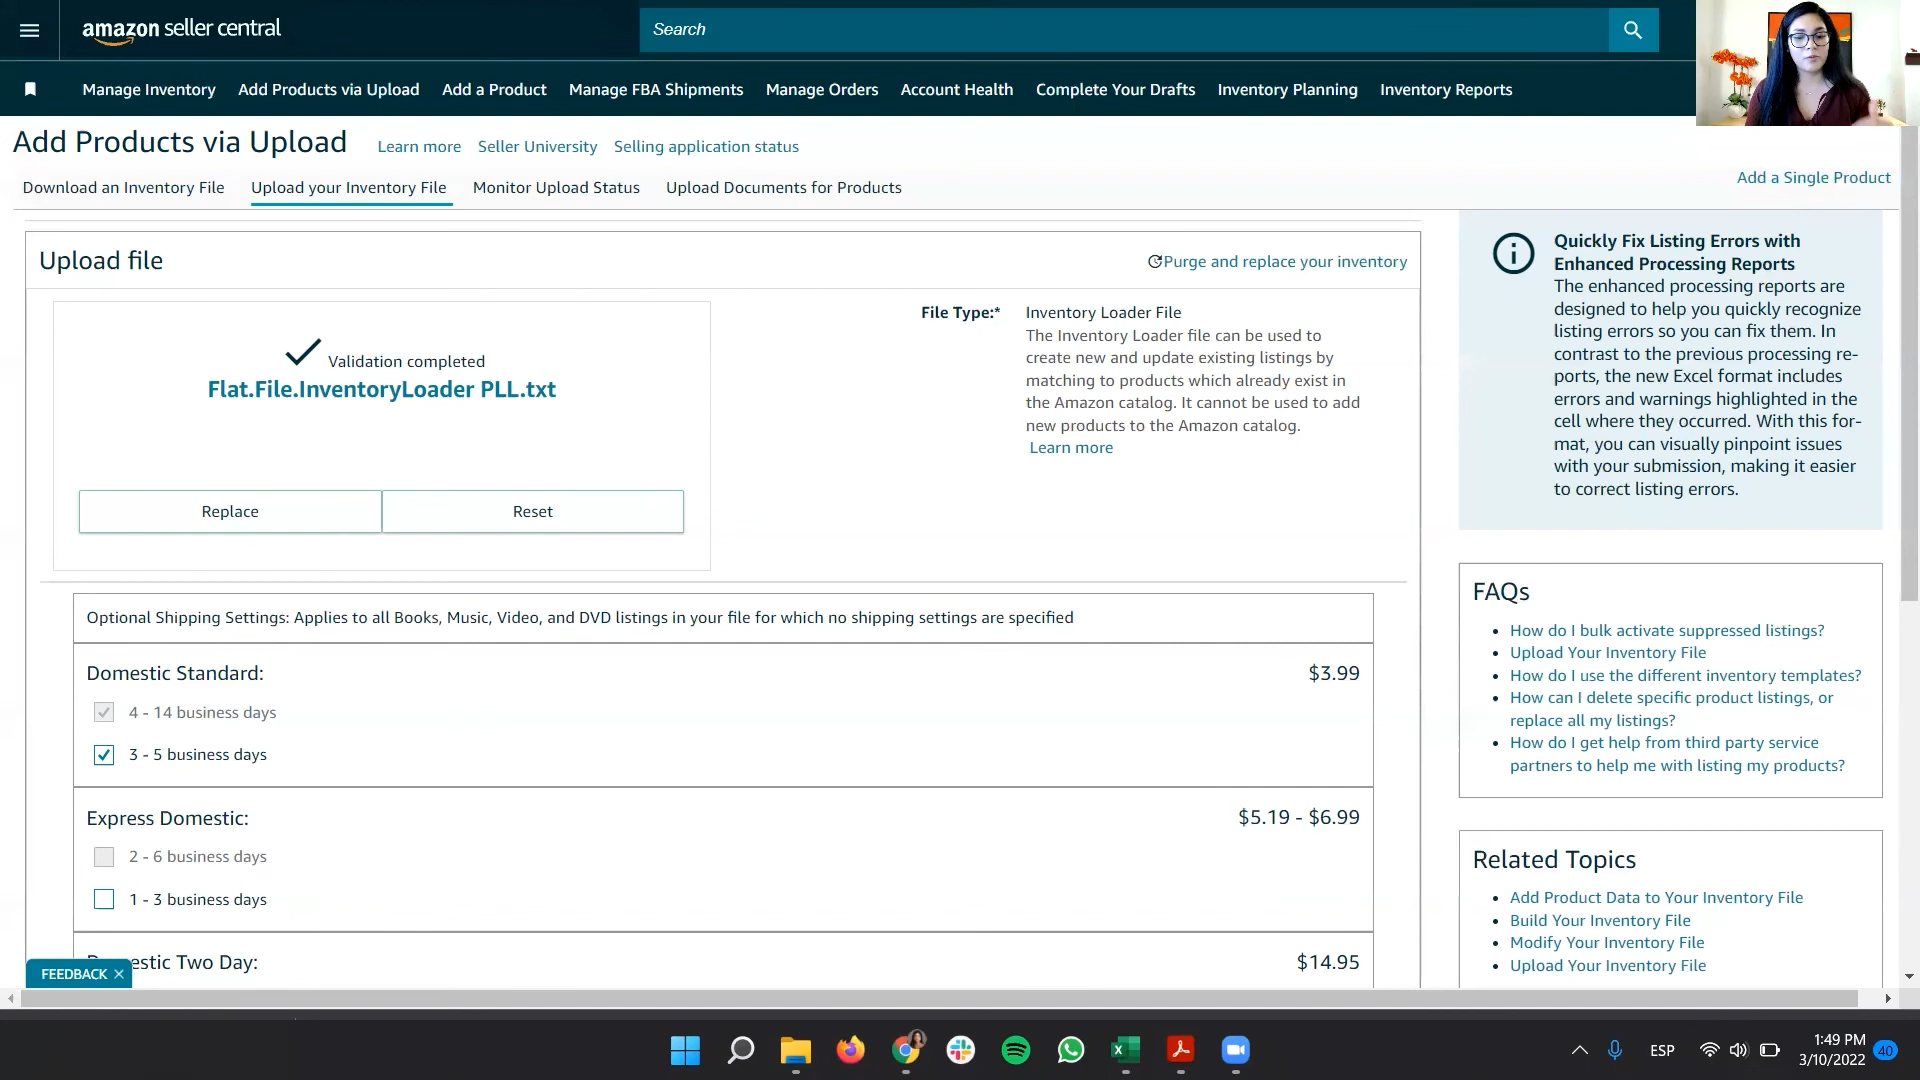 amazon seller central
Search
Manage Inventory Add Products via Upload Add a Product Manage FBA Shipments Manage Orders Account Health Complete Your Drafts Inventory Planning Inventory Reports
Add Products via Upload Learn more Seller University Selling application status
Download an Inventory File Upload your Inventory File Monitor Upload Status Upload Documents for Products
Add a Single Product
Upload file
Purge and replace your inventory
Validation completed
Flat.File.InventoryLoader PLL.txt
Replace Reset
File Type:* Inventory Loader File
The Inventory Loader file can be used to
create new and update existing listings by
matching to products which already exist in
the Amazon catalog. It cannot be used to add
new products to the Amazon catalog.
Learn more
Optional Shipping Settings: Applies to all Books, Music, Video, and DVD listings in your file for which no shipping settings are specified
Domestic Standard: $3.99
4 - 14 business days
3 - 5 business days
Express Domestic: $5.19 - $6.99
2 - 6 business days
1 - 3 business days
estic Two Day: $14.95
FEEDBACK
Quickly Fix Listing Errors with
Enhanced Processing Reports
The enhanced processing reports are
designed to help you quickly recognize
listing errors so you can fix them. In
contrast to the previous processing re-
ports, the new Excel format includes
errors and warnings highlighted in the
cell where they occurred. With this for-
mat, you can visually pinpoint issues
with your submission, making it easier
to correct listing errors.
FAQs
How do I bulk activate suppressed listings?
Upload Your Inventory File
How do I use the different inventory templates?
How can I delete specific product listings, or
replace all my listings?
How do I get help from third party service
partners to help me with listing my products?
Related Topics
Add Product Data to Your Inventory File
Build Your Inventory File
Modify Your Inventory File
Upload Your Inventory File
ESP
1:49 PM
3/10/2022
40